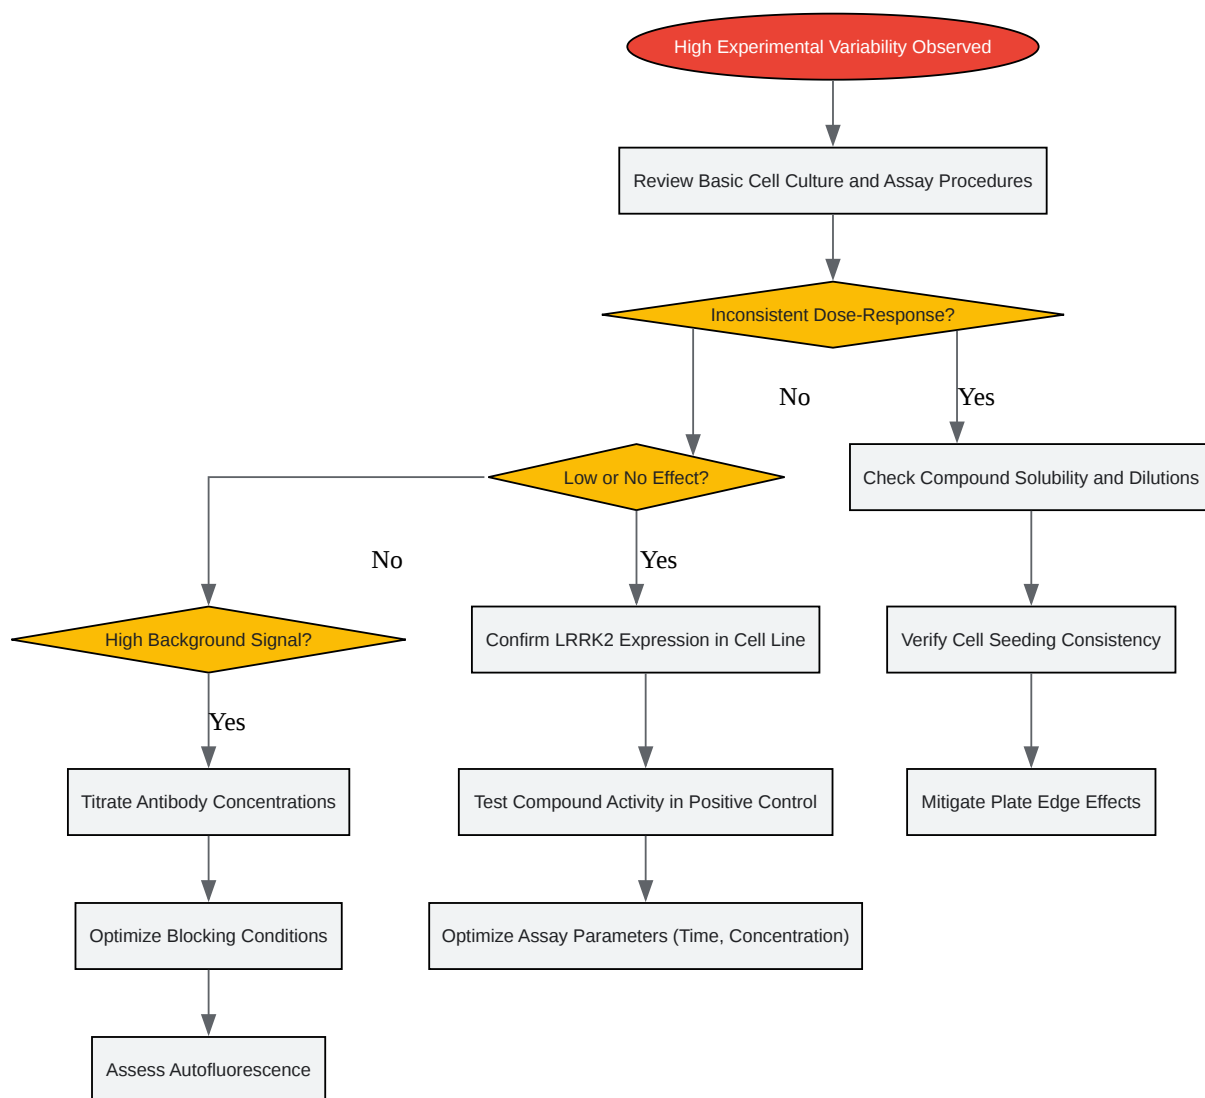 High Experimental Variability Observed
Review Basic Cell Culture and Assay Procedures
Inconsistent Dose-Response?
No
Yes
Low or No Effect?
Check Compound Solubility and Dilutions
No
Yes
High Background Signal?
Confirm LRRK2 Expression in Cell Line
Verify Cell Seeding Consistency
Yes
Titrate Antibody Concentrations
Test Compound Activity in Positive Control
Mitigate Plate Edge Effects
Optimize Blocking Conditions
Optimize Assay Parameters (Time, Concentration)
Assess Autofluorescence